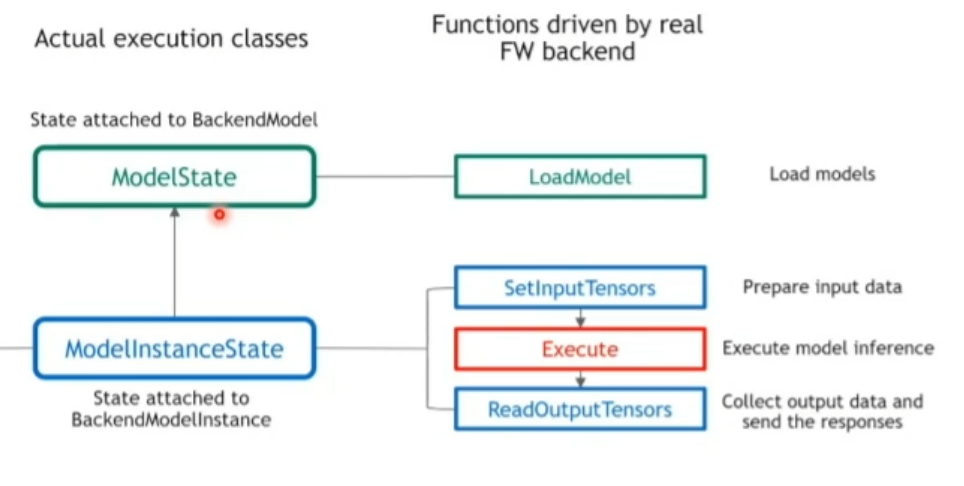 Actual execution classes
Functions driven by real
FW backend
State attached to BackendModel
ModelState
LoadModel
Load models
SetInputTensors
Prepare input data
ModelInstanceState
Execute
Execute model inference
State attached to
BackendModelInstance
ReadOutputTensors
Collect output data and
send the responses